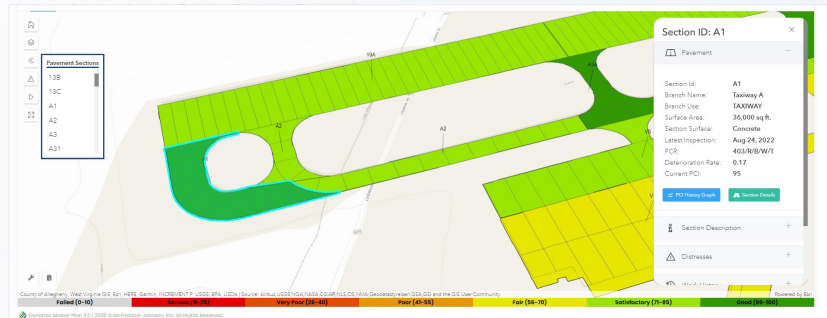 Pavement Sections
13B
13C
A1
A2
A3
A31
10A
A2
A2
Section ID: A1
Pavement
Section Id: A1
Branch Name: Taxiway A
Branch Use: TAXIWAY
Surface Area: 36,000 sq ft.
Section Surface: Concrete
Latest Inspection: Aug 24, 2022
PCR: 403/R/B/W/T
Deterioration Rate: 0.17
Current PCI: 95
PCI History Graph
Section Details
Section Description
Distresses
County of Allegheny, West Virginia GIS, Esri, HERE, Garmin, INCREMENT P, USGS, EPA, USDA | Source: Airbus,USGS,NGA,NASA,CGIAR,NLS,OS,NMA,Geodatastyrelsen,GSA,GSI and the GIS User Community
Powered by Esri
Failed (0-10)
Serious (11-25)
Very Poor (26-40)
Poor (41-55)
Fair (56-70)
Satisfactory (71-85)
Good (86-100)
Dynamic Master Plan 3.0 | 2020 © McFarland-Johnson, Inc. All Rights Reserved.